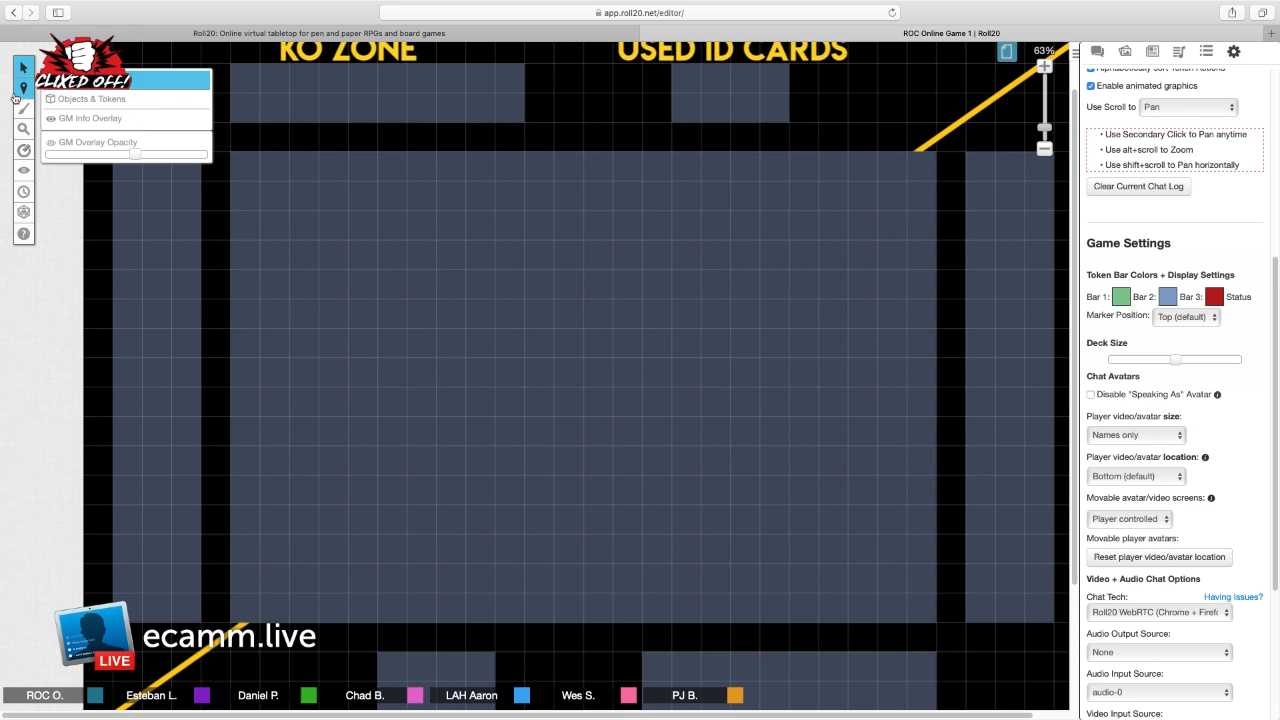 app.roll20.net/editor/
Roll20: Online virtual tabletop for pen and paper RPGs and board games
ROC Online Game 1 | Roll20
KO ZONE
USED ID CARDS
63%
CLIXED OFF!
Objects & Tokens
GM Info Overlay
GM Overlay Opacity
Alphabetically Sort Token Actions
Enable animated graphics
Use Scroll to Pan
• Use Secondary Click to Pan anytime
• Use alt+scroll to Zoom
• Use shift+scroll to Pan horizontally
Clear Current Chat Log
Game Settings
Token Bar Colors + Display Settings
Bar 1: Bar 2: Bar 3: Status
Marker Position: Top (default)
Deck Size
Chat Avatars
Disable "Speaking As" Avatar
Player video/avatar size:
Names only
Player video/avatar location:
Bottom (default)
Movable avatar/video screens:
Player controlled
Movable player avatars:
Reset player video/avatar location
Video + Audio Chat Options
Chat Tech: Having Issues?
Roll20 WebRTC (Chrome + Firefo
Audio Output Source:
None
Audio Input Source:
audio-0
Video Input Source:
ecamm.live
LIVE
ROC O. Esteban L. Daniel P. Chad B. LAH Aaron Wes S. PJ B.